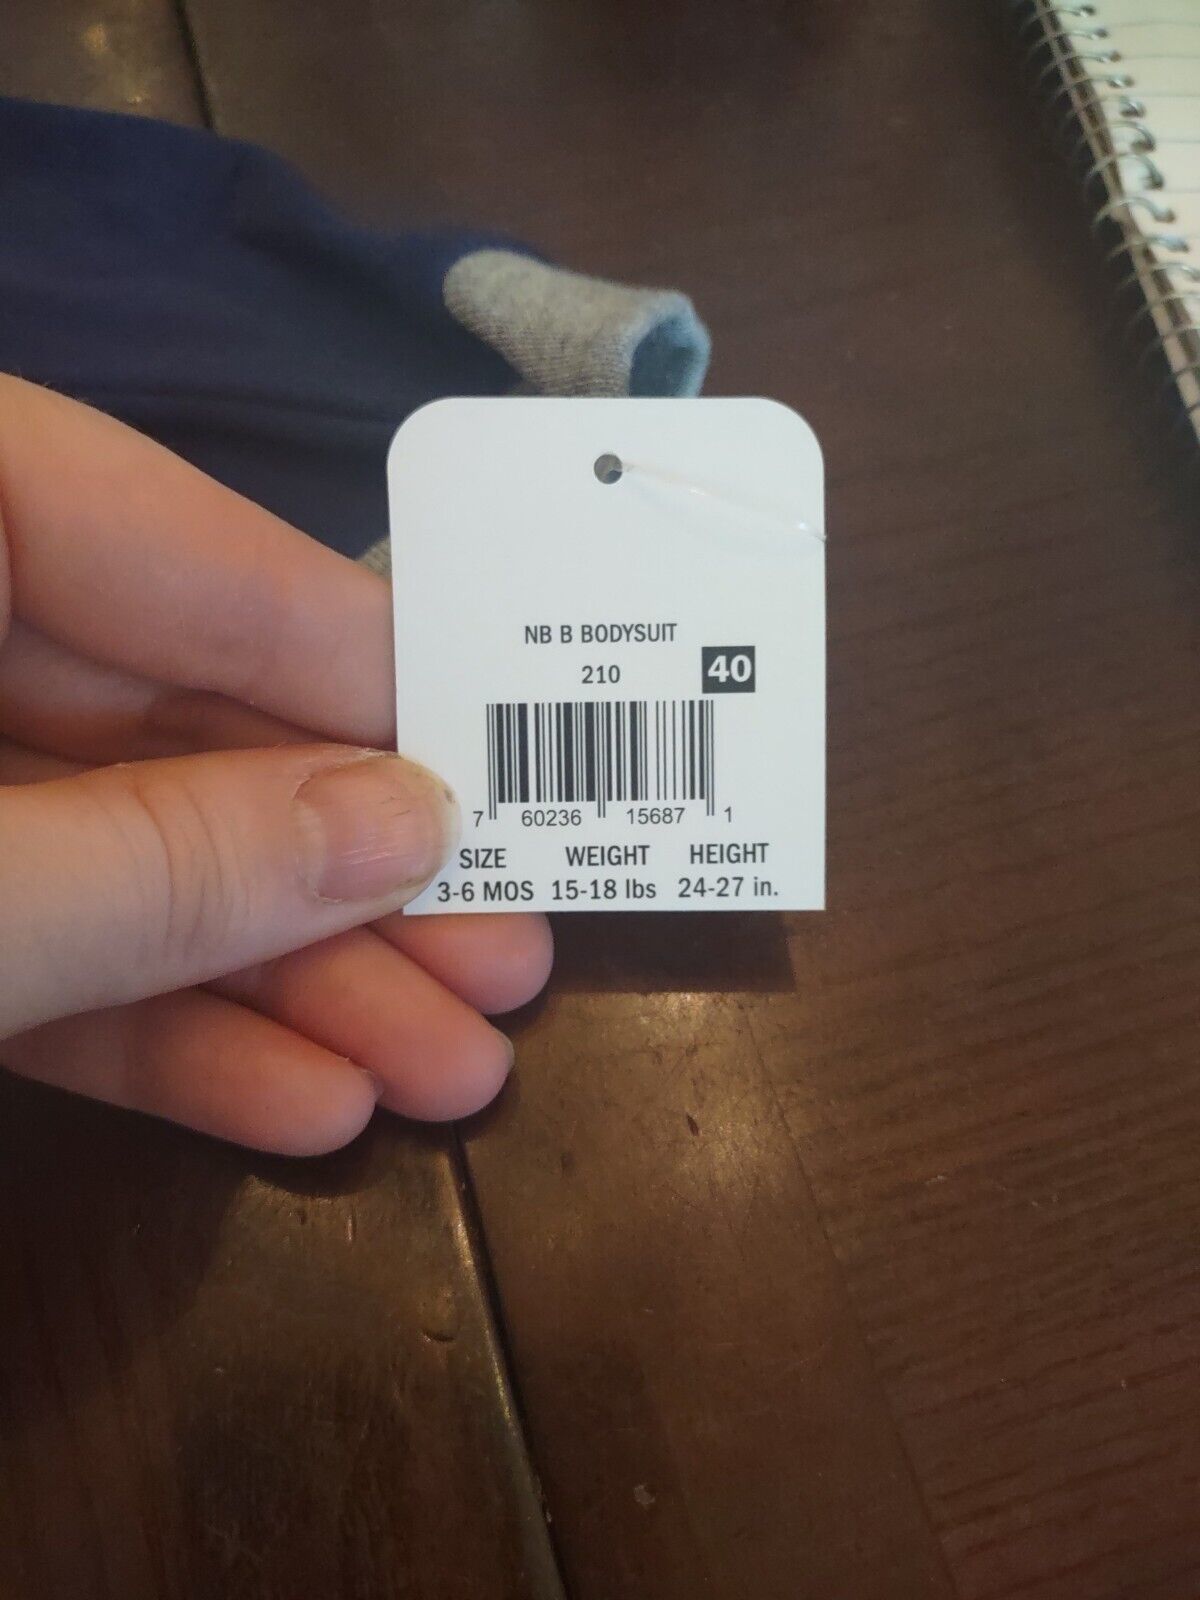 NB B BODYSUIT
210 40
7 60236 15687 1
SIZE WEIGHT HEIGHT
3-6 MOS 15-18 lbs 24-27 in.